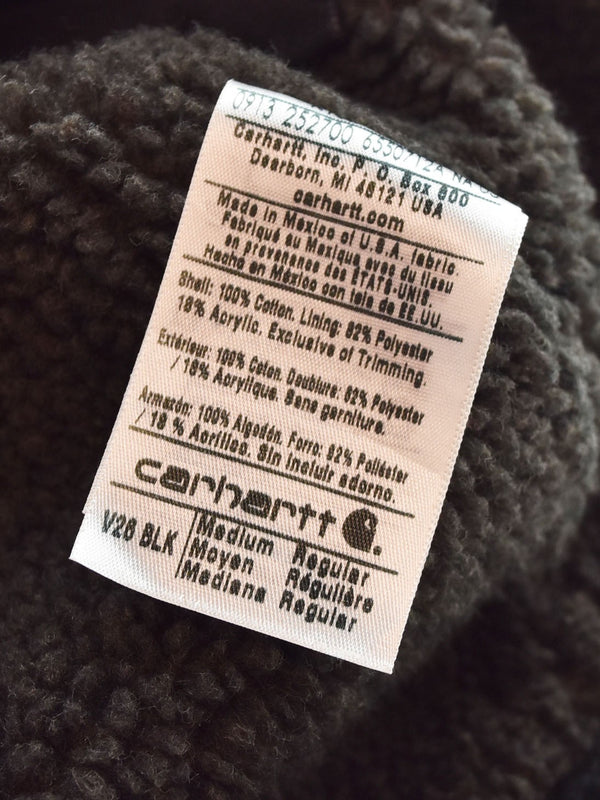 0913 252700
Carhartt, Inc. P. O. Box 600
Dearborn, MI 48121 USA
carhartt.com
Made in Mexico of U.S.A. fabric.
Fabriqué au Mexique avec du tissu
en provenance des ÉTATS-UNIS.
Hecho en México con tela de EE.UU.
Shell: 100% Cotton. Lining: 82% Polyester
18% Acrylic. Exclusive of Trimming.
Extérieur: 100% Coton. Doublure: 82% Polyester
/ 18% Acrylique. Sans garniture.
Armazón: 100% Algodón. Forro: 82% Poliéster
/ 18 % Acrílico. Sin incluir adorno.
carhartt
V26 BLK
Medium Regular
Moyen Régulière
Mediana Regular